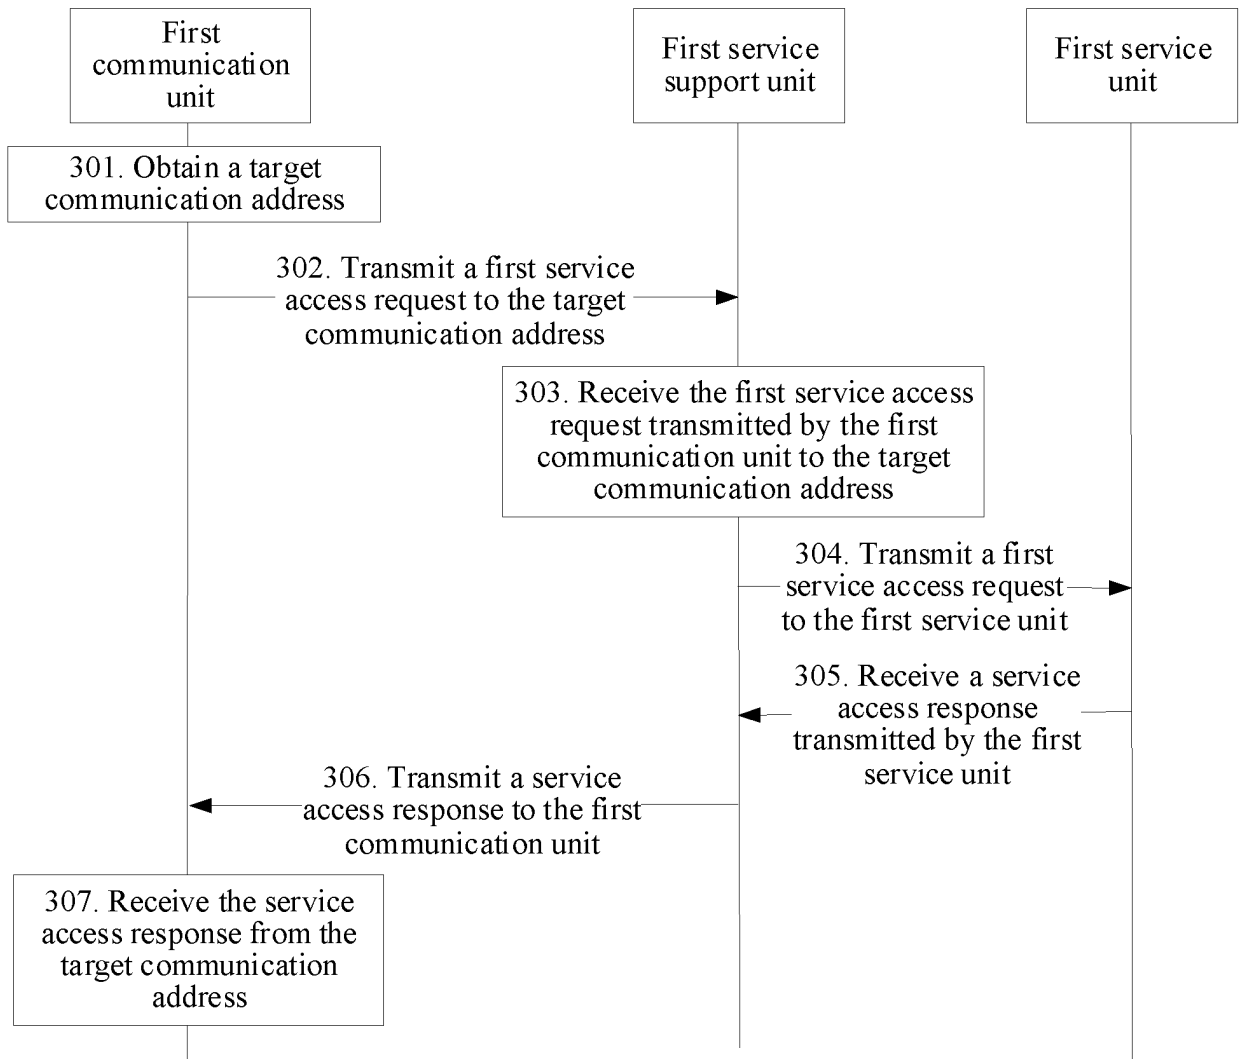 First
communication
unit
First service
support unit
First service
unit
301. Obtain a target
communication address
302. Transmit a first service
access request to the target
communication address
303. Receive the first service access
request transmitted by the first
communication unit to the target
communication address
304. Transmit a first
service access request
to the first service unit
305. Receive a service
access response
transmitted by the first
service unit
306. Transmit a service
access response to the first
communication unit
307. Receive the service
access response from the
target communication
address